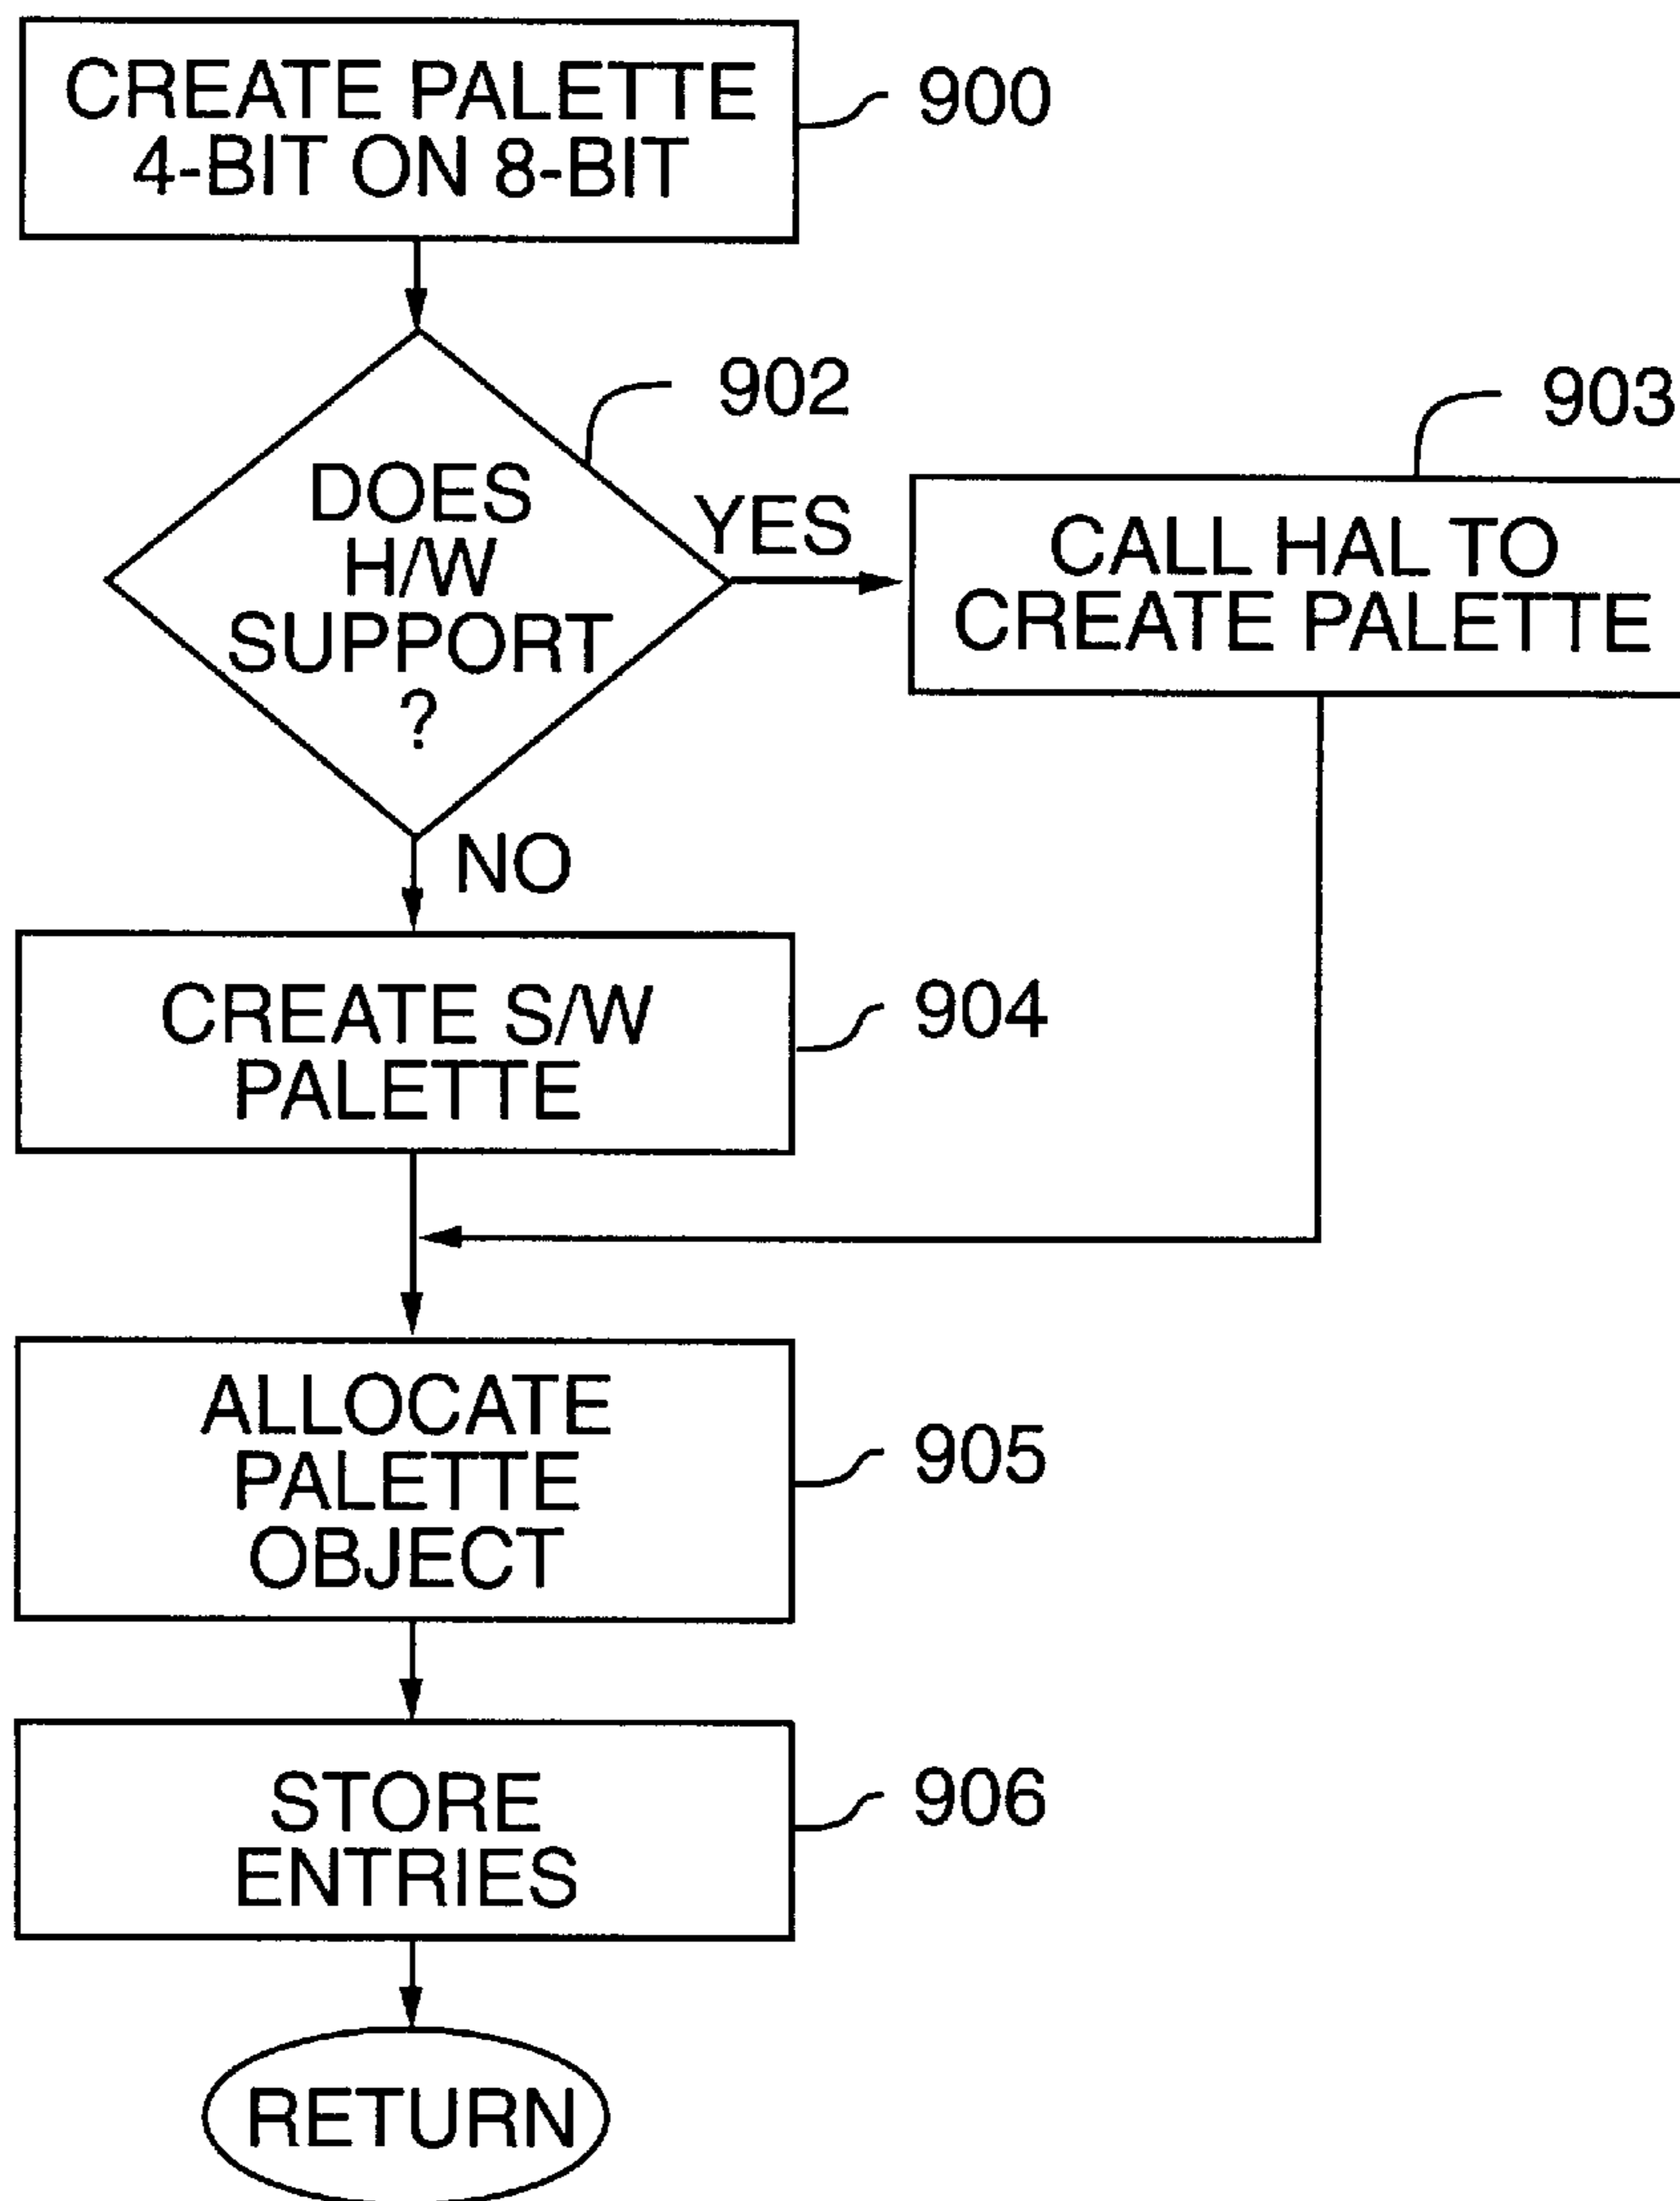 CREATE PALETTE
4-BIT ON 8-BIT
900
902
DOES
H/W
SUPPORT
?
YES
903
CALL HAL TO
CREATE PALETTE
NO
CREATE S/W
PALETTE
904
ALLOCATE
PALETTE
OBJECT
905
STORE
ENTRIES
906
RETURN